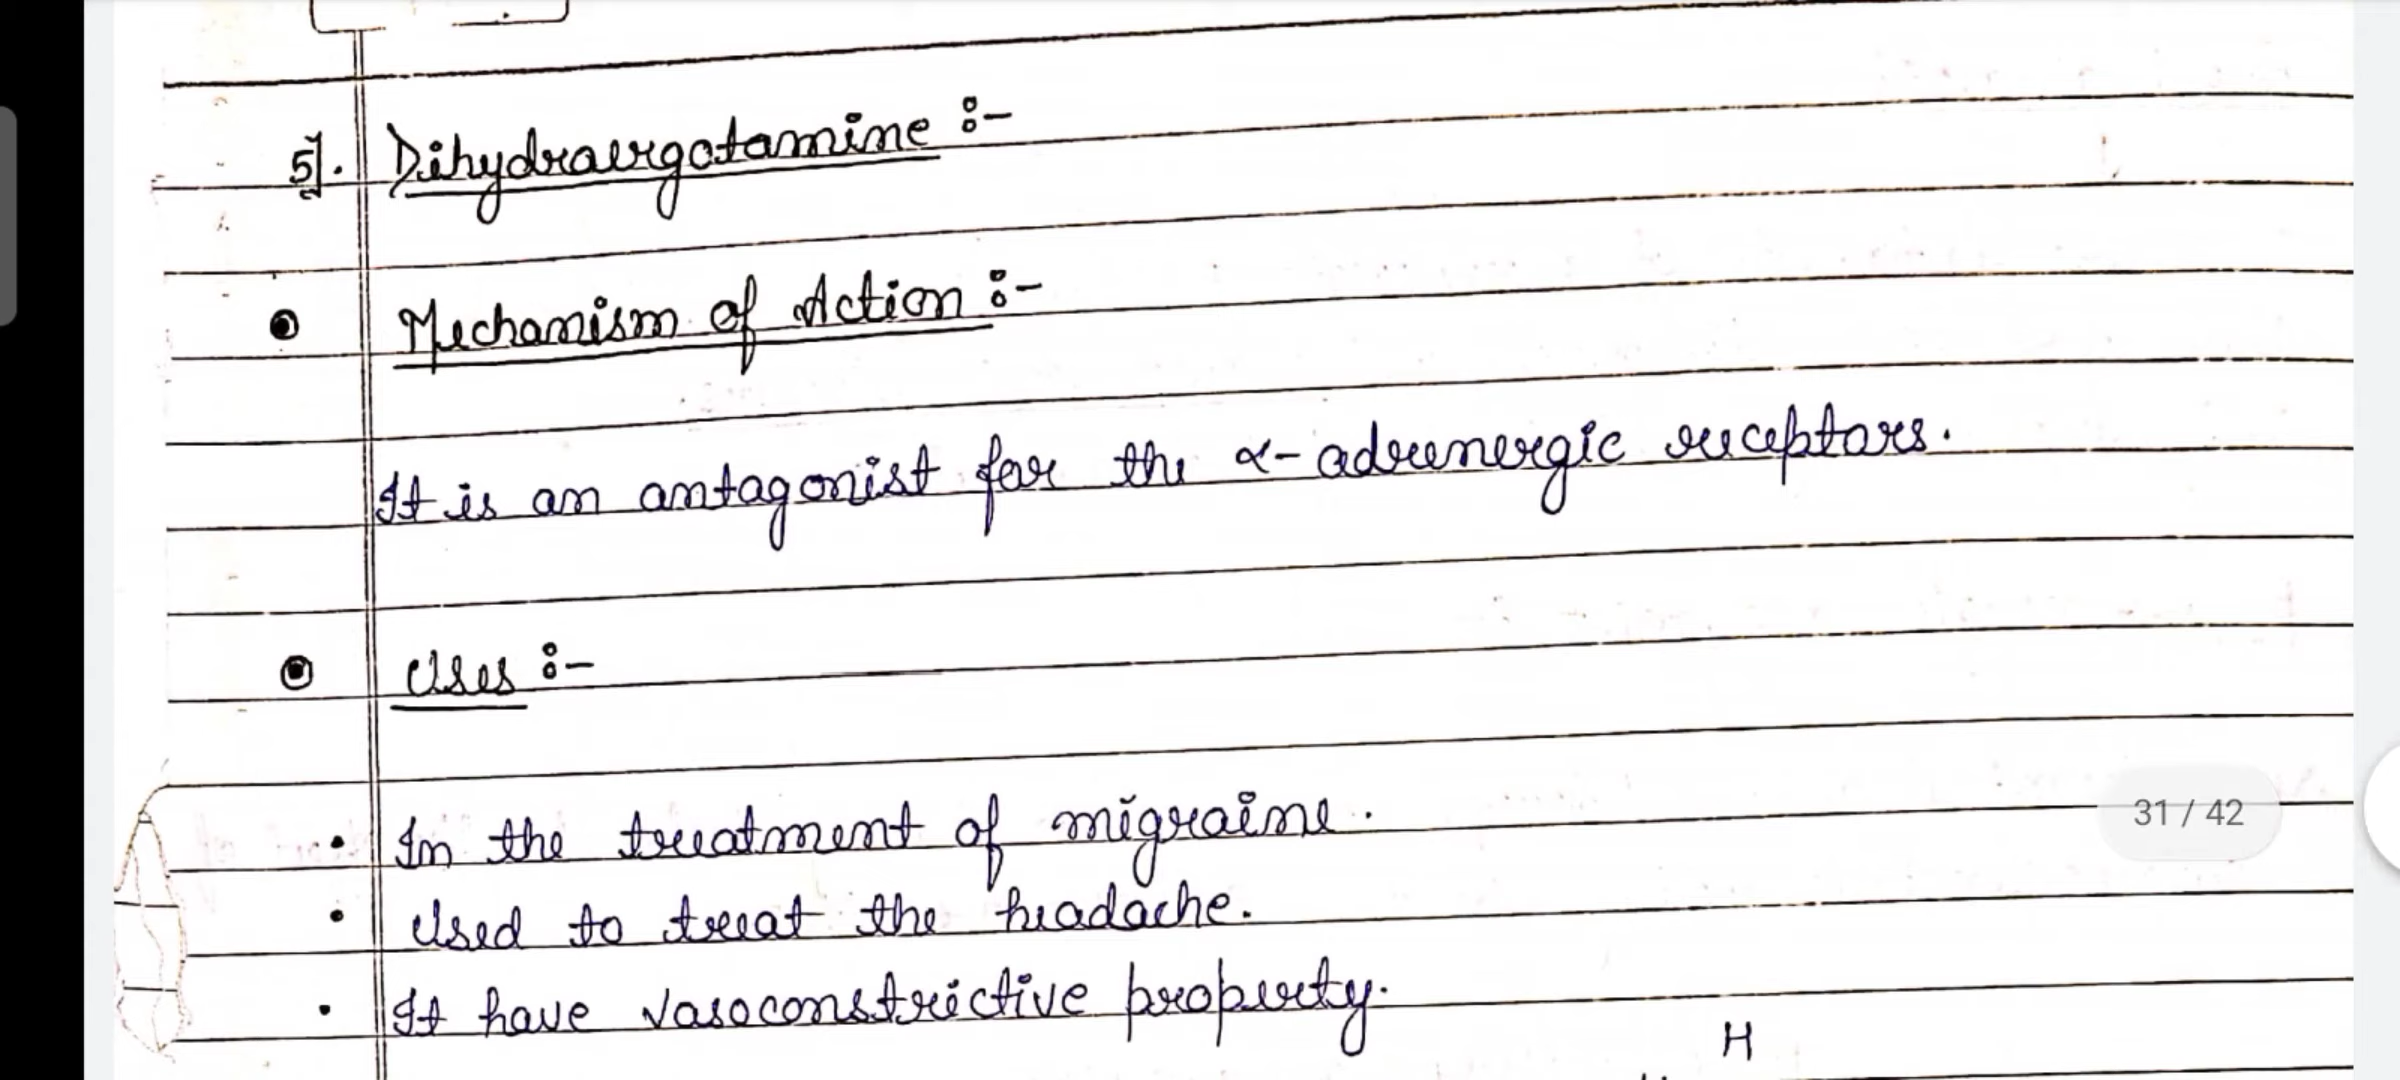 5]. Dihydroergotamine :-
Mechanism of Action :-
It is an antagonist for the α-adrenergic receptors.
Uses :-
• In the treatment of migraine.
31 / 42
• Used to treat the headache.
• It have vasoconstrictive property.
H